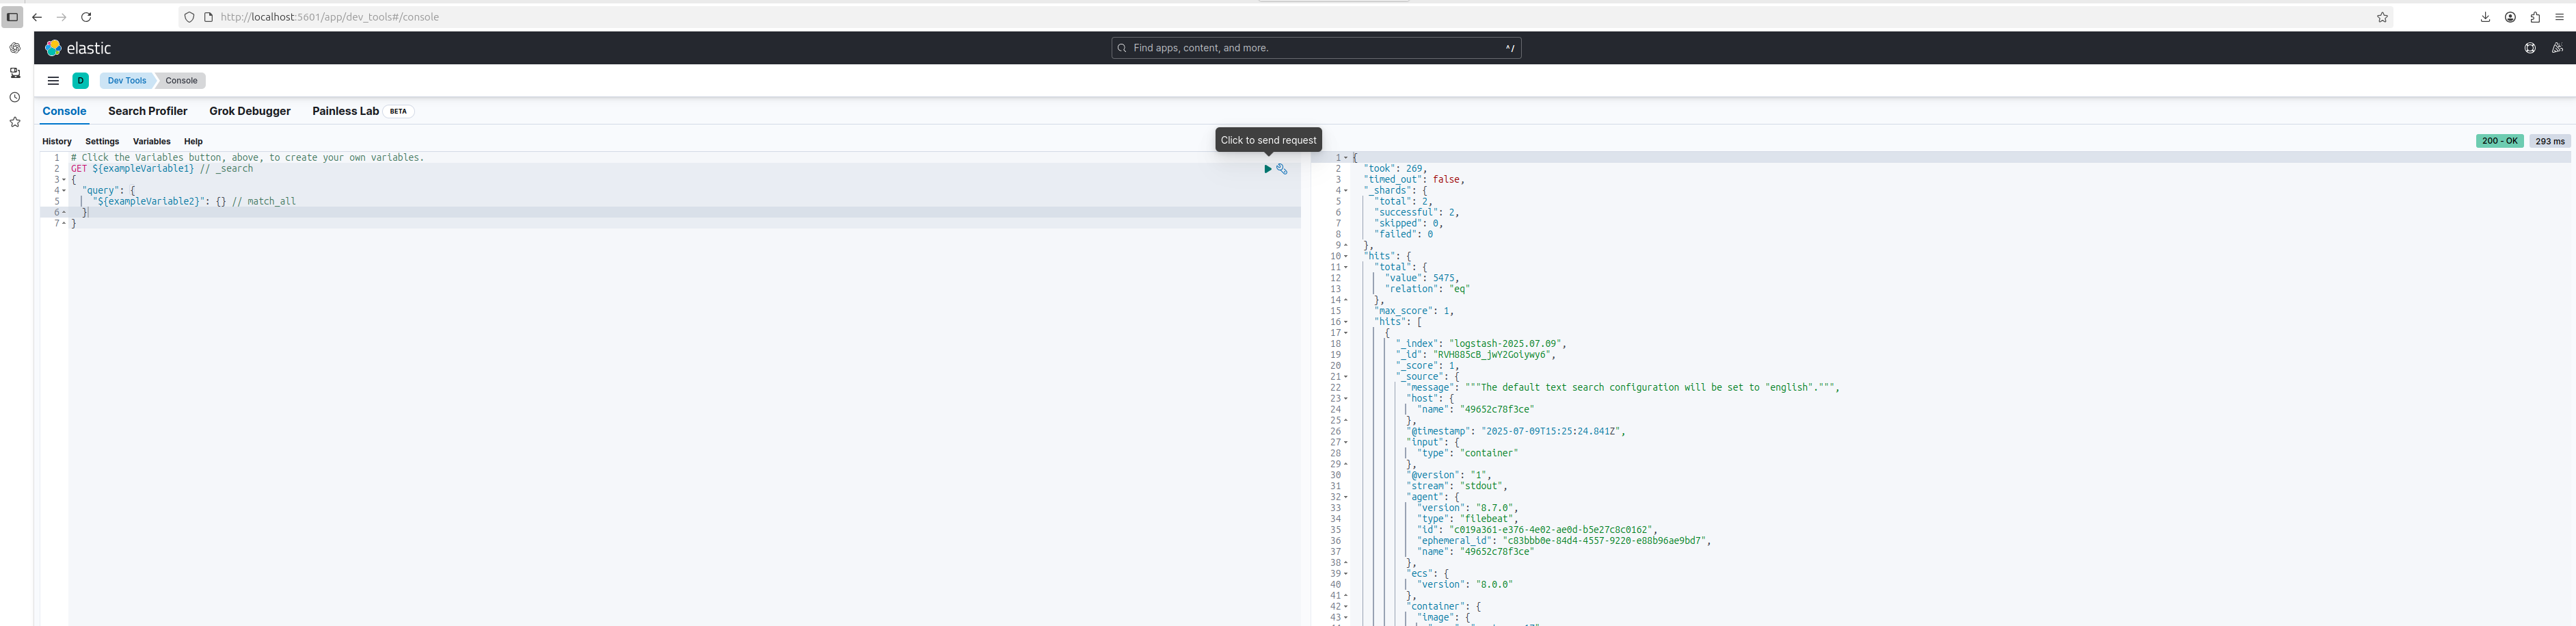 http://localhost:5601/app/dev_tools#/console
elastic
Find apps, content, and more.
^/
D
Dev Tools
Console
Console
Search Profiler
Grok Debugger
Painless Lab
BETA
Click to send request
History
Settings
Variables
Help
200 - OK
293 ms
1 # Click the Variables button, above, to create your own variables.
2 GET ${exampleVariable1} // _search
3 {
4 "query": {
5 "${exampleVariable2}": {} // match_all
6 }
7 }
1 {
2 "took": 269,
3 "timed_out": false,
4 "_shards": {
5 "total": 2,
6 "successful": 2,
7 "skipped": 0,
8 "failed": 0
9 },
10 "hits": {
11 "total": {
12 "value": 5475,
13 "relation": "eq"
14 },
15 "max_score": 1,
16 "hits": [
17 {
18 "_index": "logstash-2025.07.09",
19 "_id": "RVH885cB_jwY2Goiywy6",
20 "_score": 1,
21 "_source": {
22 "message": """The default text search configuration will be set to "english".""",
23 "host": {
24 "name": "49652c78f3ce"
25 },
26 "@timestamp": "2025-07-09T15:25:24.841Z",
27 "input": {
28 "type": "container"
29 },
30 "@version": "1",
31 "stream": "stdout",
32 "agent": {
33 "version": "8.7.0",
34 "type": "filebeat",
35 "id": "c019a361-e376-4e02-ae0d-b5e27c8c0162",
36 "ephemeral_id": "c83bbb0e-84d4-4557-9220-e88b96ae9bd7",
37 "name": "49652c78f3ce"
38 },
39 "ecs": {
40 "version": "8.0.0"
41 },
42 "container": {
43 "image": {